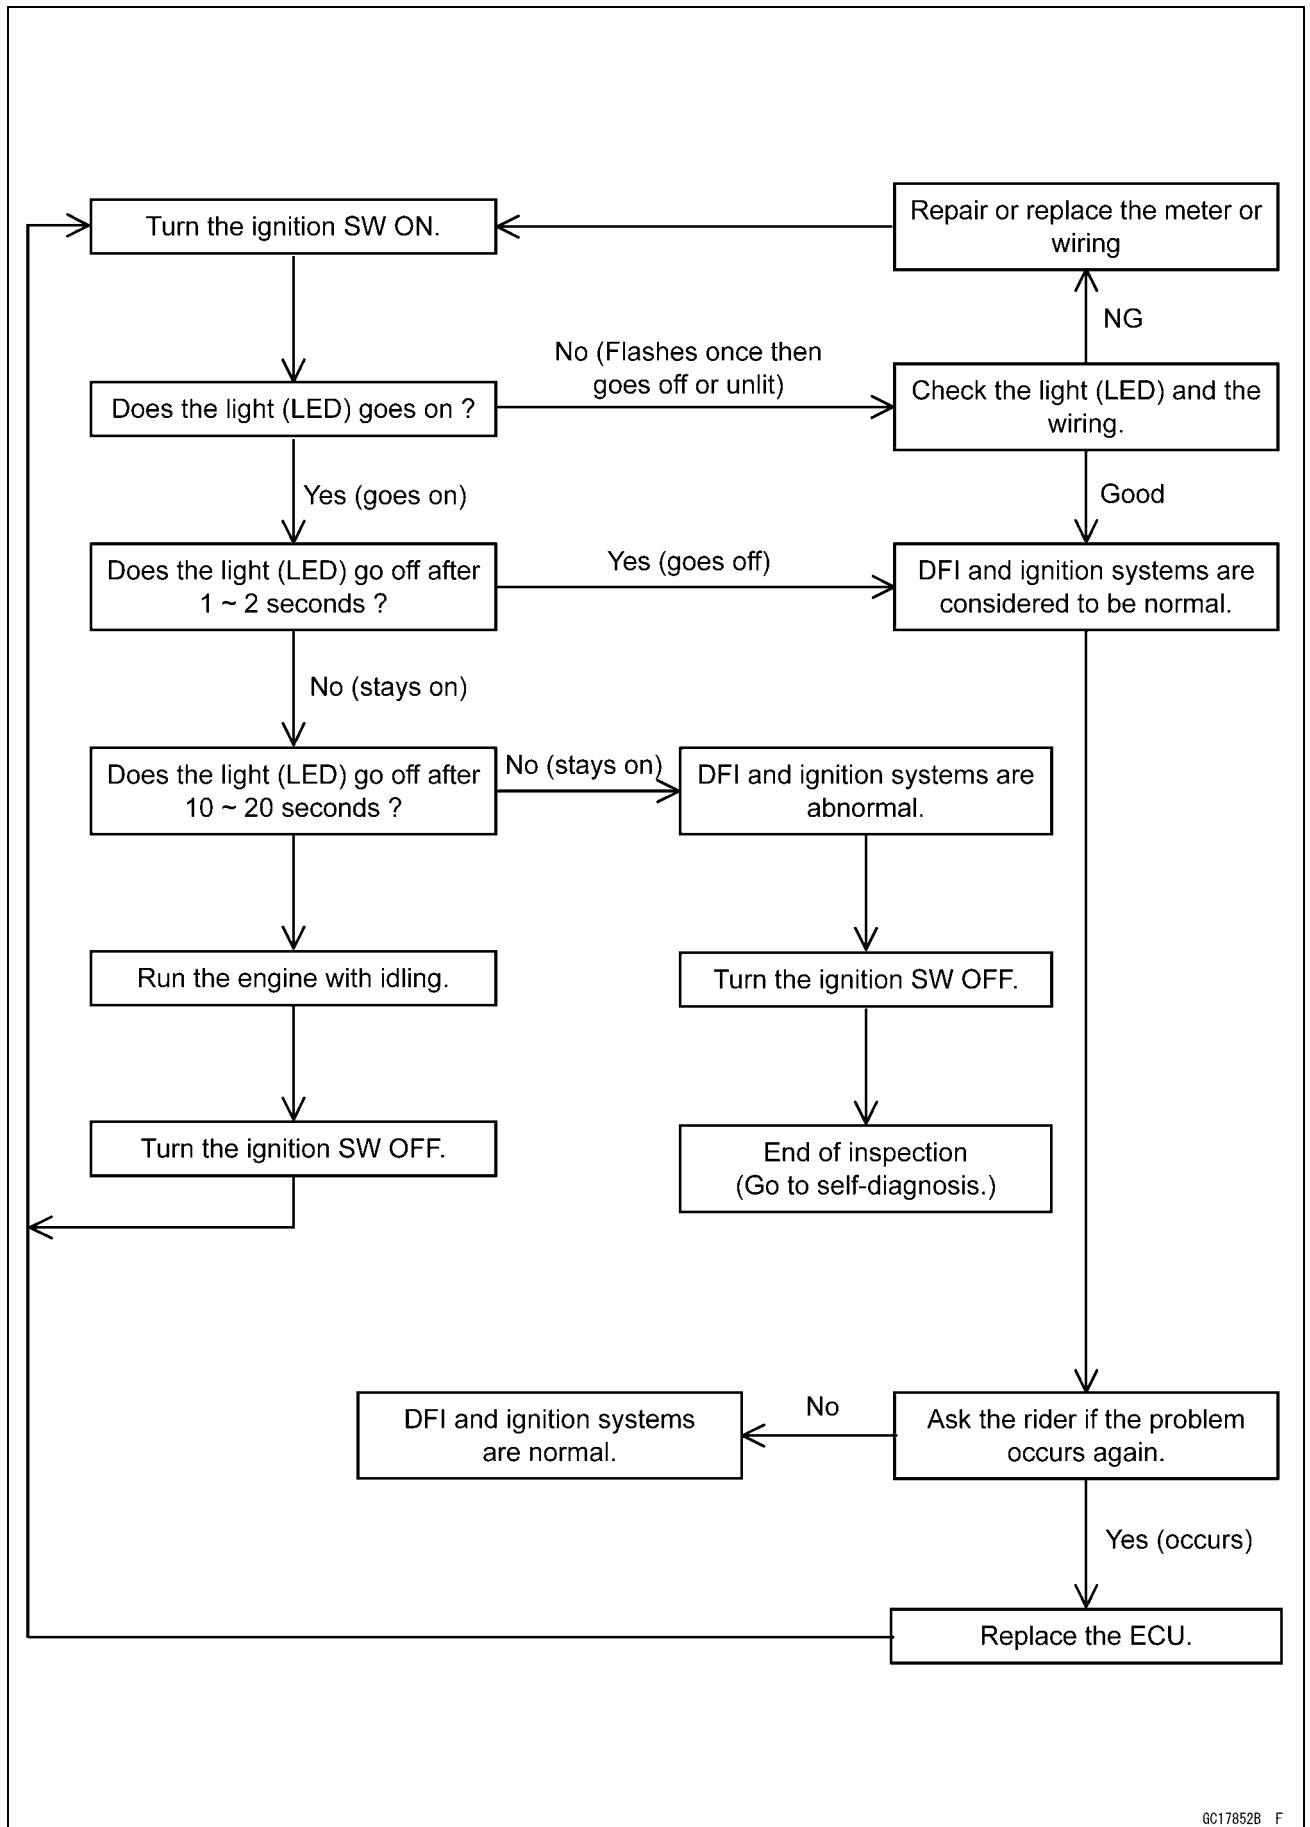 Turn the ignition SW ON.
Repair or replace the meter or
wiring
NG
No (Flashes once then
goes off or unlit)
Does the light (LED) goes on ?
Check the light (LED) and the
wiring.
Yes (goes on)
Good
Does the light (LED) go off after
1 ~ 2 seconds ?
Yes (goes off)
DFI and ignition systems are
considered to be normal.
No (stays on)
Does the light (LED) go off after
10 ~ 20 seconds ?
No (stays on)
DFI and ignition systems are
abnormal.
Run the engine with idling.
Turn the ignition SW OFF.
Turn the ignition SW OFF.
End of inspection
(Go to self-diagnosis.)
DFI and ignition systems
are normal.
No
Ask the rider if the problem
occurs again.
Yes (occurs)
Replace the ECU.
GC17852B F